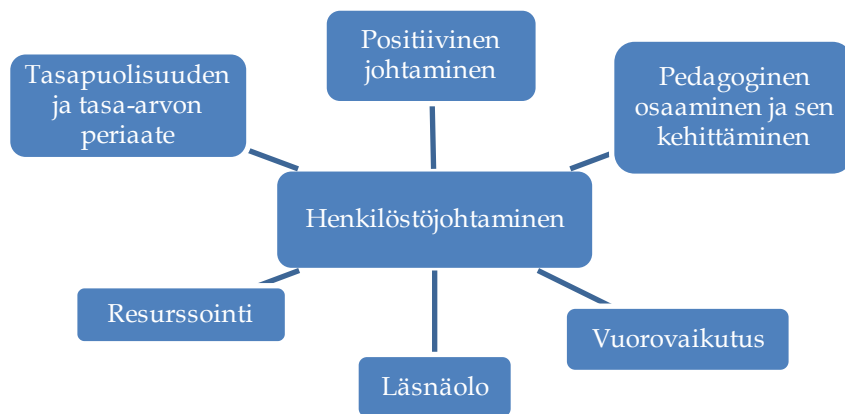 Positiivinen
johtaminen
Tasapuolisuuden
ja tasa-arvon
periaate
Pedagoginen
osaaminen ja sen
kehittäminen
Henkilöstöjohtaminen
Resurssointi
Vuorovaikutus
Läsnäolo